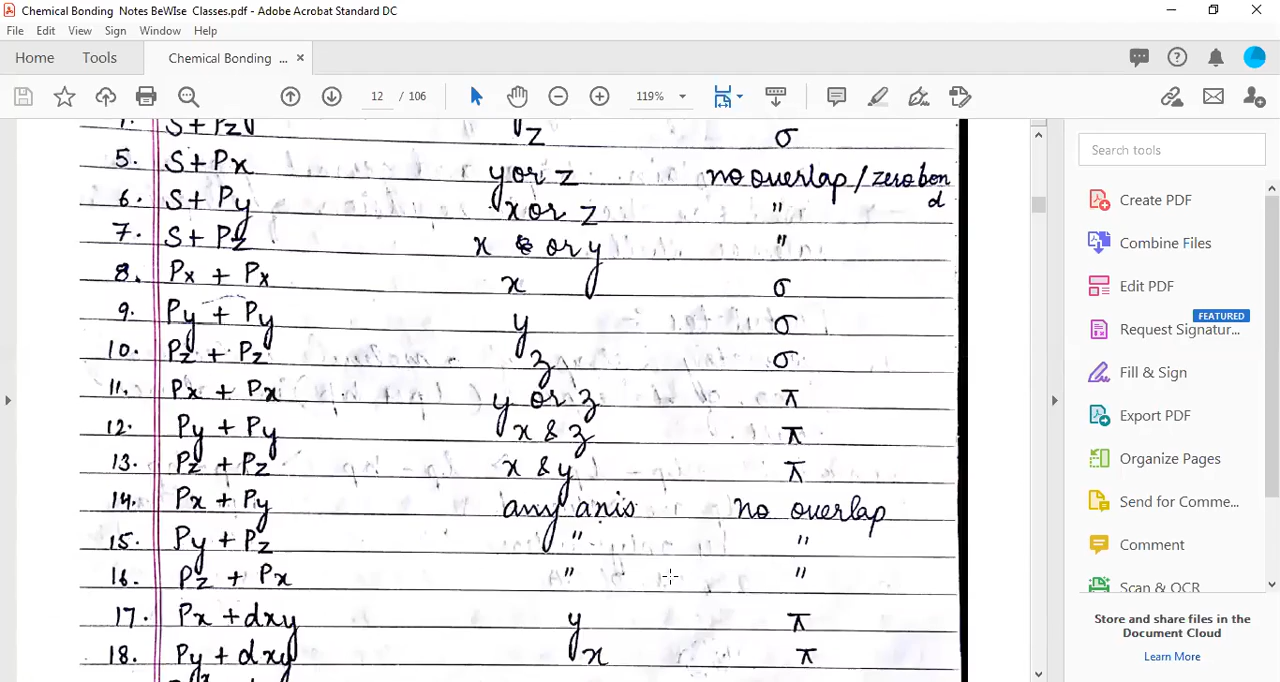 Chemical Bonding Notes BeWIse Classes.pdf - Adobe Acrobat Standard DC
File Edit View Sign Window Help
Home Tools Chemical Bonding ... ×
12 / 106 119%
S + Pz z σ
5. S + Px y or z no overlap / zero bond
6. S + Py x or z "
7. S + Pz x or y "
8. Px + Px x σ
9. Py + Py y σ
10. Pz + Pz z σ
11. Px + Px y or z π
12. Py + Py x & z π
13. Pz + Pz x & y π
14. Px + Py any anis no overlap
15. Py + Pz " "
16. Pz + Px " "
17. Px + dxy y π
18. Py + dxy x π
Search tools
Create PDF
Combine Files
Edit PDF
FEATURED
Request Signatur...
Fill & Sign
Export PDF
Organize Pages
Send for Comme...
Comment
Scan & OCR
Store and share files in the
Document Cloud
Learn More